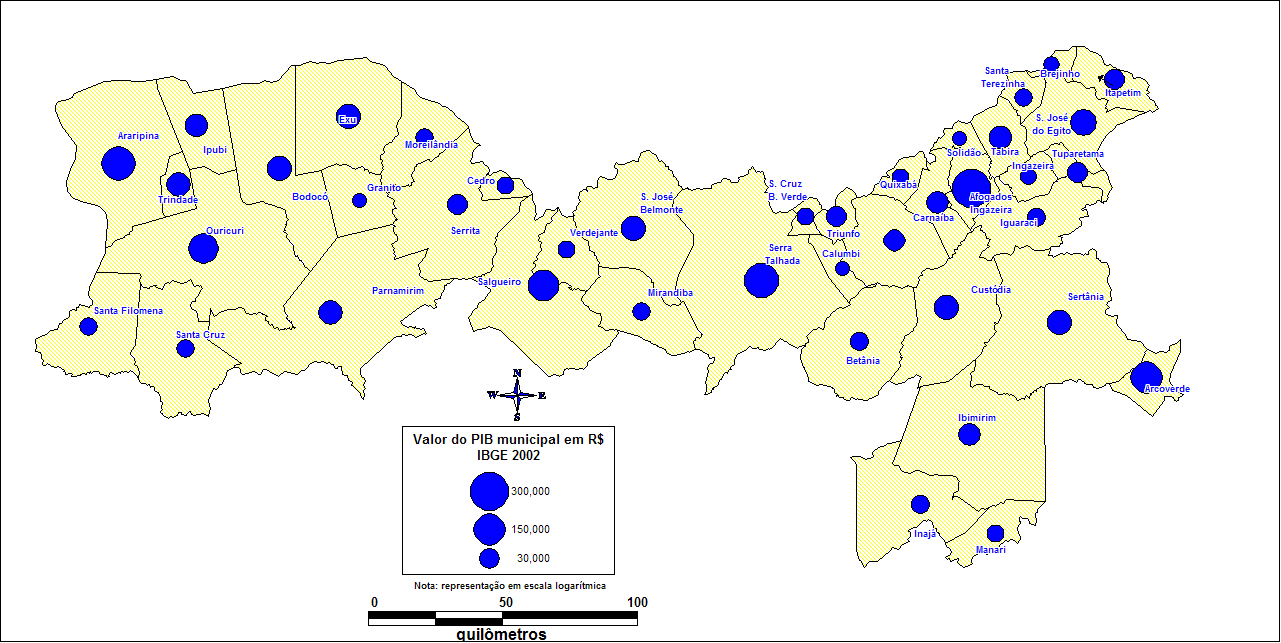 Santa
Terezinha
Brejinho
Itapetim
Araripina
Ipubi
Exu
Moreilândia
S. José
do Egito
Solidão
Tabira
Ingazeira
Tuparetama
Trindade
Bodocó
Granito
Cedro
S. José
Belmonte
S. Cruz
B. Verde
Quixaba
Carnaíba
Afogados
Ingazeira
Iguaraci
Ouricuri
Serrita
Verdejante
Triunfo
Serra
Talhada
Calumbi
Salgueiro
Parnamirim
Mirandiba
Custódia
Sertânia
Santa Filomena
Santa Cruz
Betânia
Arcoverde
N
W
E
S
Ibimirim
Inajá
Manari
Valor do PIB municipal em R$
IBGE 2002
300,000
150,000
30,000
Nota: representação em escala logarítmica
0 50 100
quilômetros